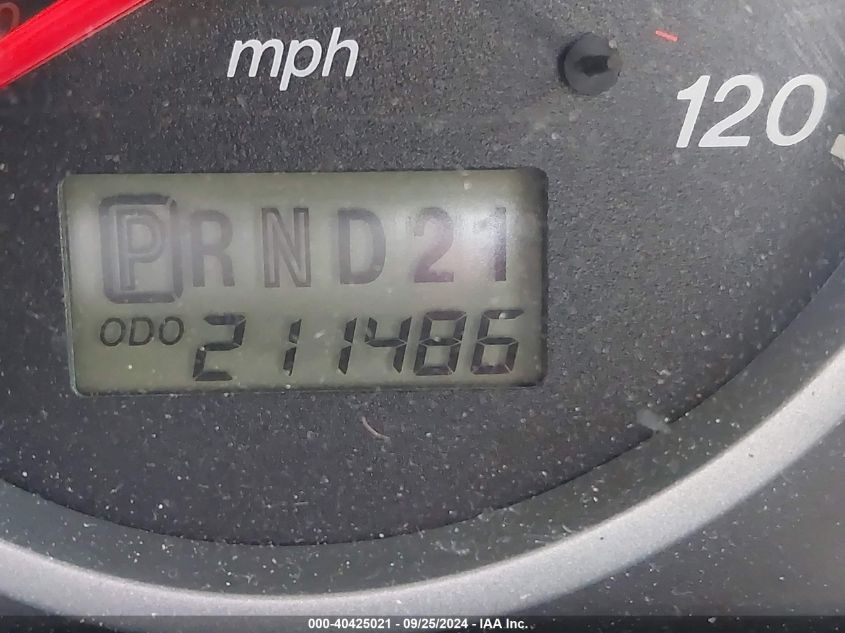 mph
120
PRND21
ODO 211486
000-40425021 - 09/25/2024 - IAA Inc.